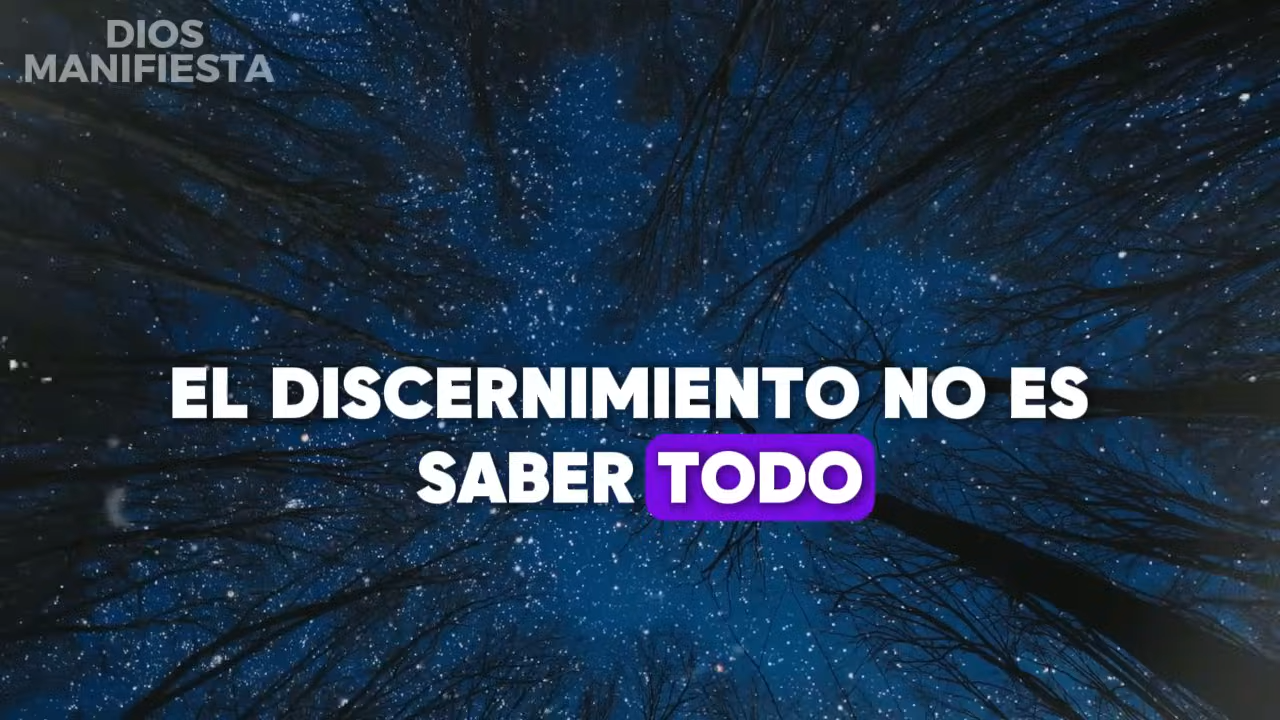 DIOS
MANIFIESTA
EL DISCERNIMIENTO NO ES
SABER TODO